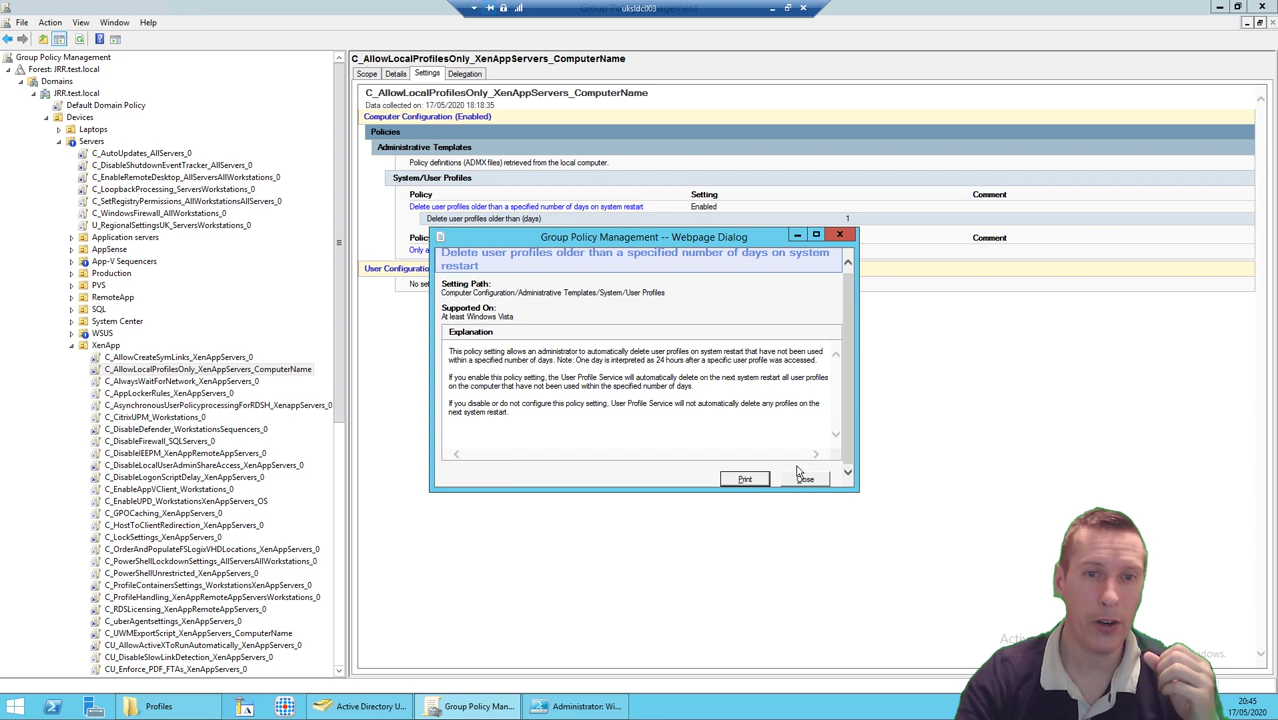 Group Policy Management
uksldc003
File Action View Window Help
Group Policy Management
Forest: JRR.test.local
Domains
JRR.test.local
Default Domain Policy
Devices
Laptops
Servers
C_AutoUpdates_AllServers_0
C_DisableShutdownEventTracker_AllServers_0
C_EnableRemoteDesktop_AllServersAllWorkstations_0
C_LoopbackProcessing_ServersWorkstations_0
C_SetRegistryPermissions_AllWorkstations_0
C_WindowsFirewall_AllWorkstations_0
U_RegionalSettingsUK_ServersWorkstations_0
Application servers
AppSense
App-V Sequencers
Production
PVS
RemoteApp
SQL
System Center
WSUS
XenApp
C_AllowCreateSymLinks_XenAppServers_0
C_AllowLocalProfilesOnly_XenAppServers_ComputerName
C_AlwaysWaitForNetwork_XenAppServers_0
C_AppLockerRules_XenAppServers_0
C_AsynchronousUserPolicyprocessingForRDSH_XenappServers_0
C_CitrixUPM_Workstations_0
C_DisableDefender_WorkstationsSequencers_0
C_DisableFirewall_SQLServers_0
C_DisableIEEPM_XenAppRemoteAppServers_0
C_DisableLocalUserAdminShareAccess_XenAppServers_0
C_DisableLogonScriptDelay_XenAppServers_0
C_EnableAppVClient_Workstations_0
C_EnableUPD_WorkstationsXenAppServers_OS
C_GPOCaching_XenAppServers_0
C_HostToClientRedirection_XenAppServers_0
C_LockSettings_XenAppServers_0
C_OrderAndPopulateFSLogixVHDLocations_XenAppServers_0
C_PowerShellLockdownSettings_AllServersAllWorkstations_0
C_PowerShellUnrestricted_XenAppServers_0
C_ProfileContainersSettings_WorkstationsXenAppServers_0
C_ProfileHandling_XenAppRemoteAppServersWorkstations_0
C_RDSLicensing_XenAppRemoteAppServers_0
C_uberAgentsettings_XenAppServers_0
C_UWMExportScript_XenAppServers_ComputerName
CU_AllowActiveXToRunAutomatically_XenAppServers_0
CU_DisableSlowLinkDetection_XenAppServers_0
CU_Enforce_PDF_FTAs_XenAppServers_0
C_AllowLocalProfilesOnly_XenAppServers_ComputerName
Scope Details Settings Delegation
C_AllowLocalProfilesOnly_XenAppServers_ComputerName
Data collected on: 17/05/2020 18:18:35
Computer Configuration (Enabled)
Policies
Administrative Templates
Policy definitions (ADMX files) retrieved from the local computer.
System/User Profiles
Policy Setting Comment
Delete user profiles older than a specified number of days on system restart Enabled
Delete user profiles older than (days) 1
Comment
Only a
User Configuration
No set
Group Policy Management -- Webpage Dialog
Delete user profiles older than a specified number of days on system
restart
Setting Path:
Computer Configuration/Administrative Templates/System/User Profiles
Supported On:
At least Windows Vista
Explanation
This policy setting allows an administrator to automatically delete user profiles on system restart that have not been used
within a specified number of days. Note: One day is interpreted as 24 hours after a specific user profile was accessed.
If you enable this policy setting, the User Profile Service will automatically delete on the next system restart all user profiles
on the computer that have not been used within the specified number of days.
If you disable or do not configure this policy setting, User Profile Service will not automatically delete any profiles on the
next system restart.
Print Close
Profiles
Active Directory U...
Group Policy Man...
Administrator: Wi...
20:45
17/05/2020